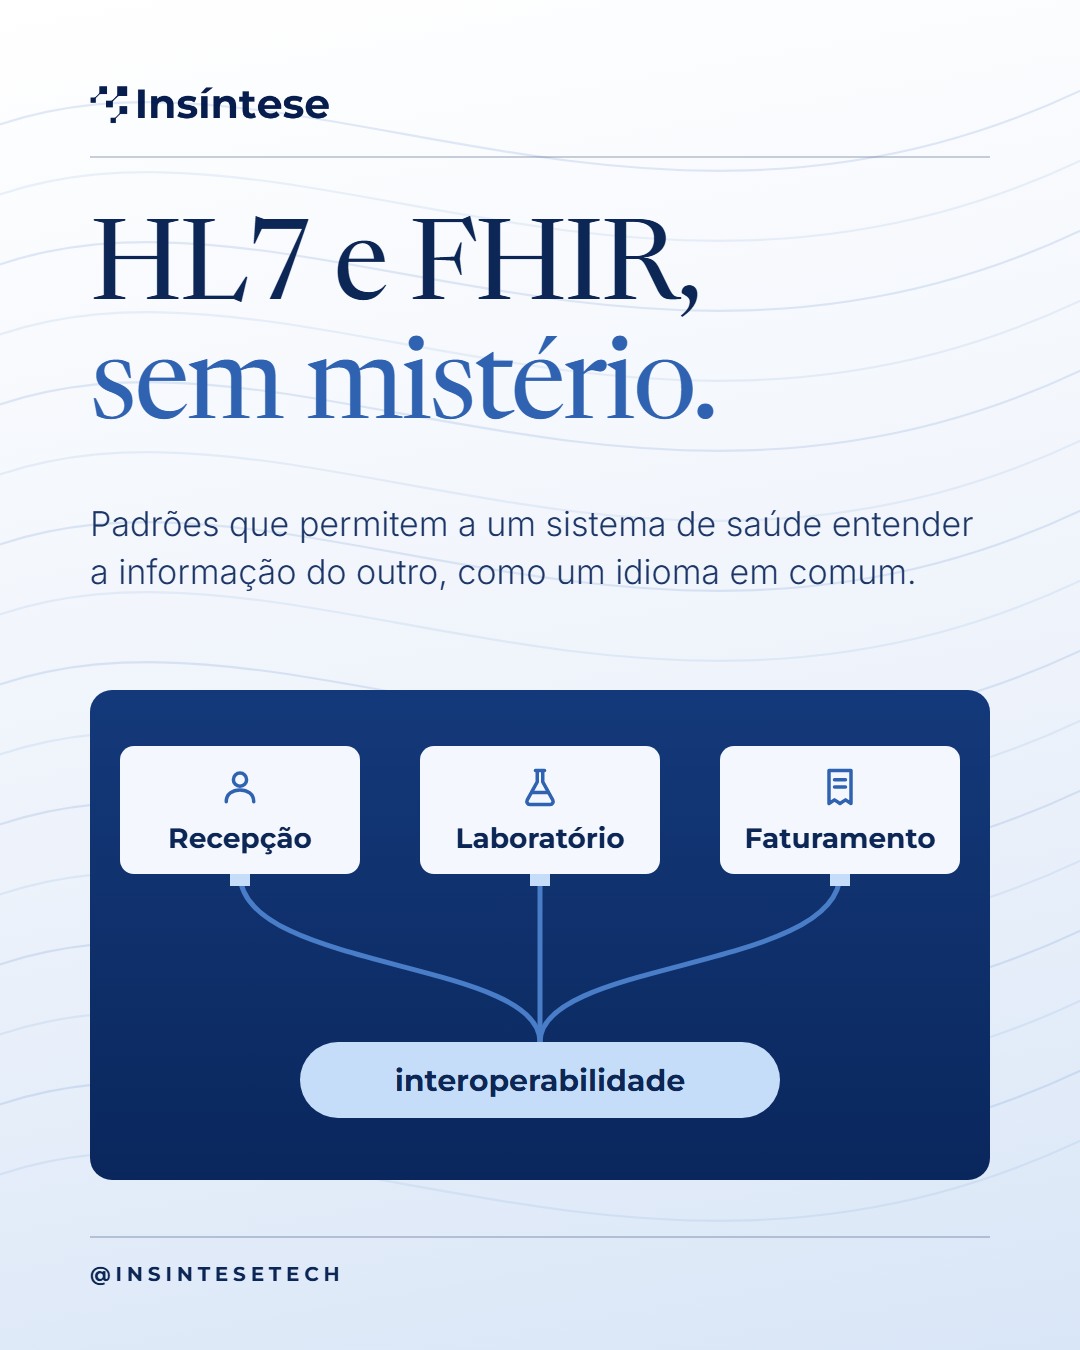 Insíntese
HL7 e FHIR,
sem mistério.
Padrões que permitem a um sistema de saúde entender
a informação do outro, como um idioma em comum.
Recepção
Laboratório
Faturamento
interoperabilidade
@INSINTESETECH